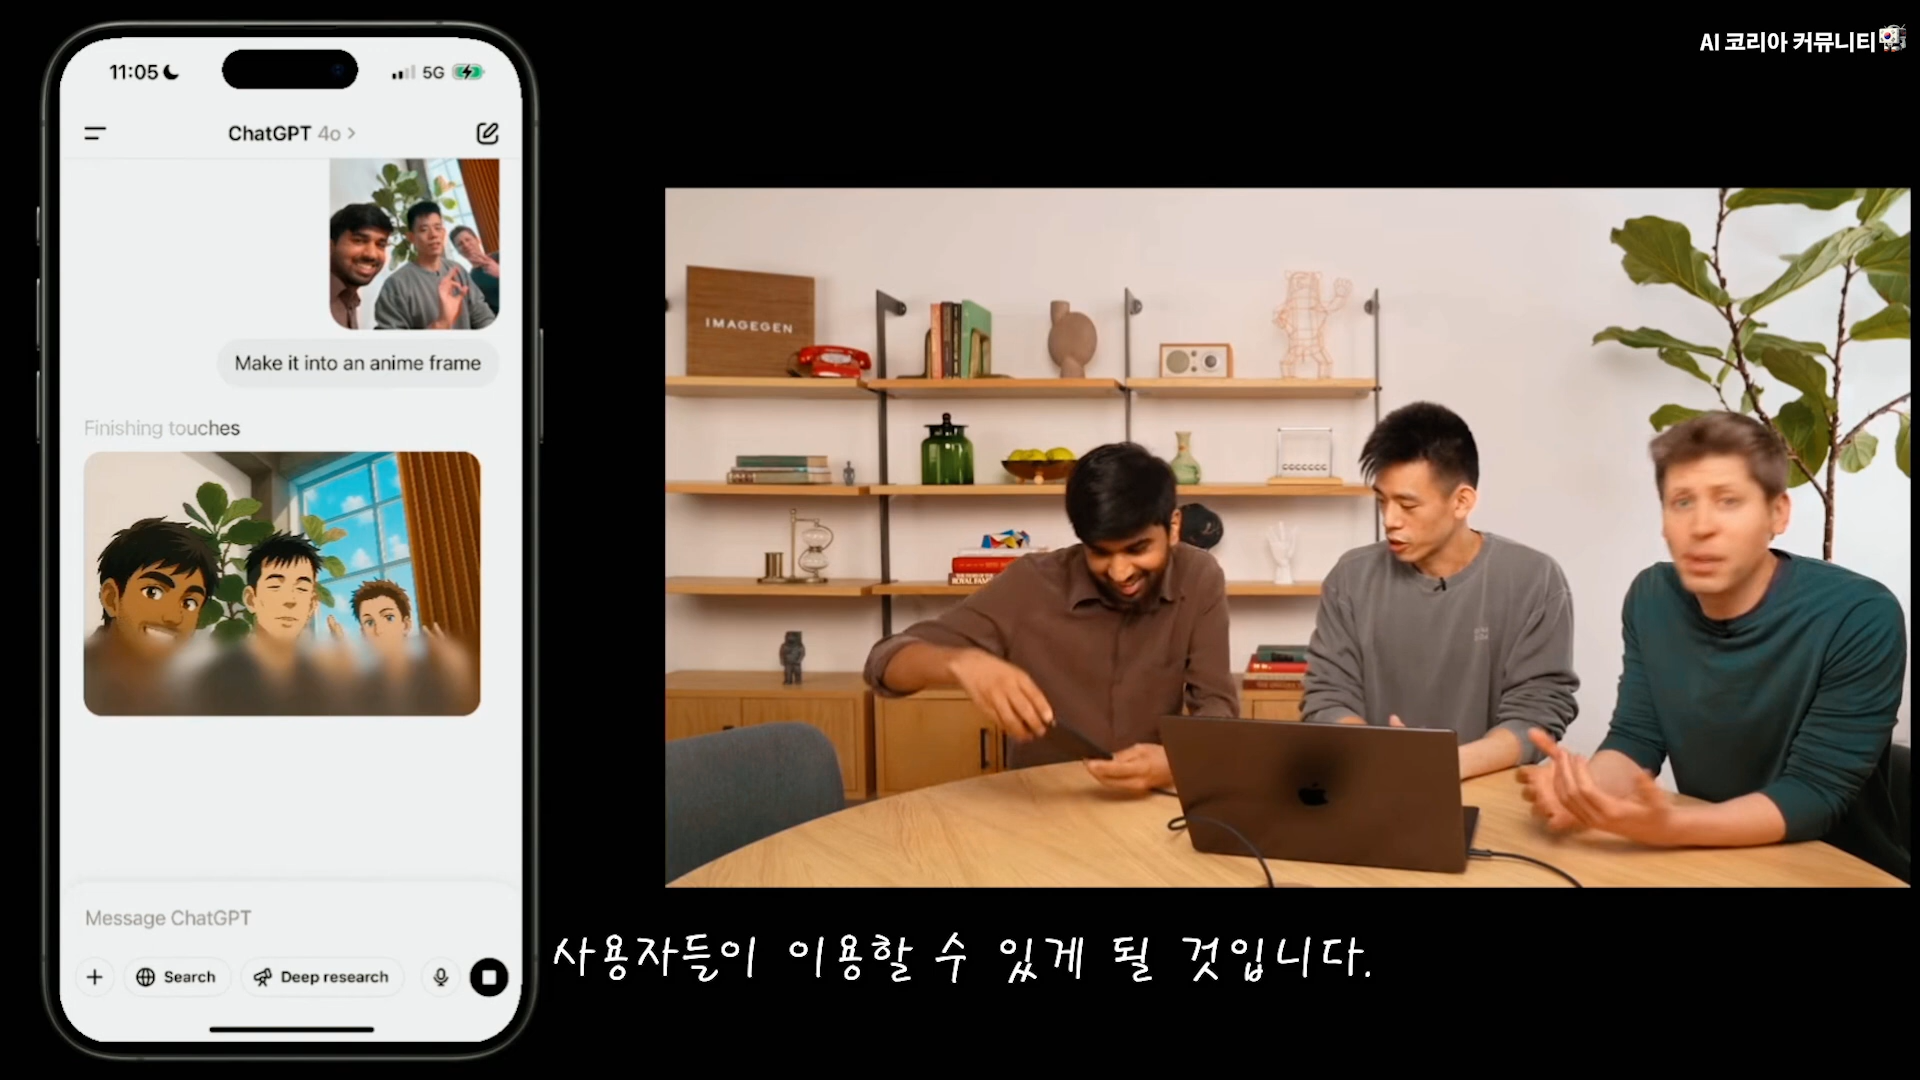 AI 코리아 커뮤니티
11:05
5G
ChatGPT 4o >
Make it into an anime frame
Finishing touches
IMAGEGEN
Message ChatGPT
Search
Deep research
사용자들이 이용할 수 있게 될 것입니다.